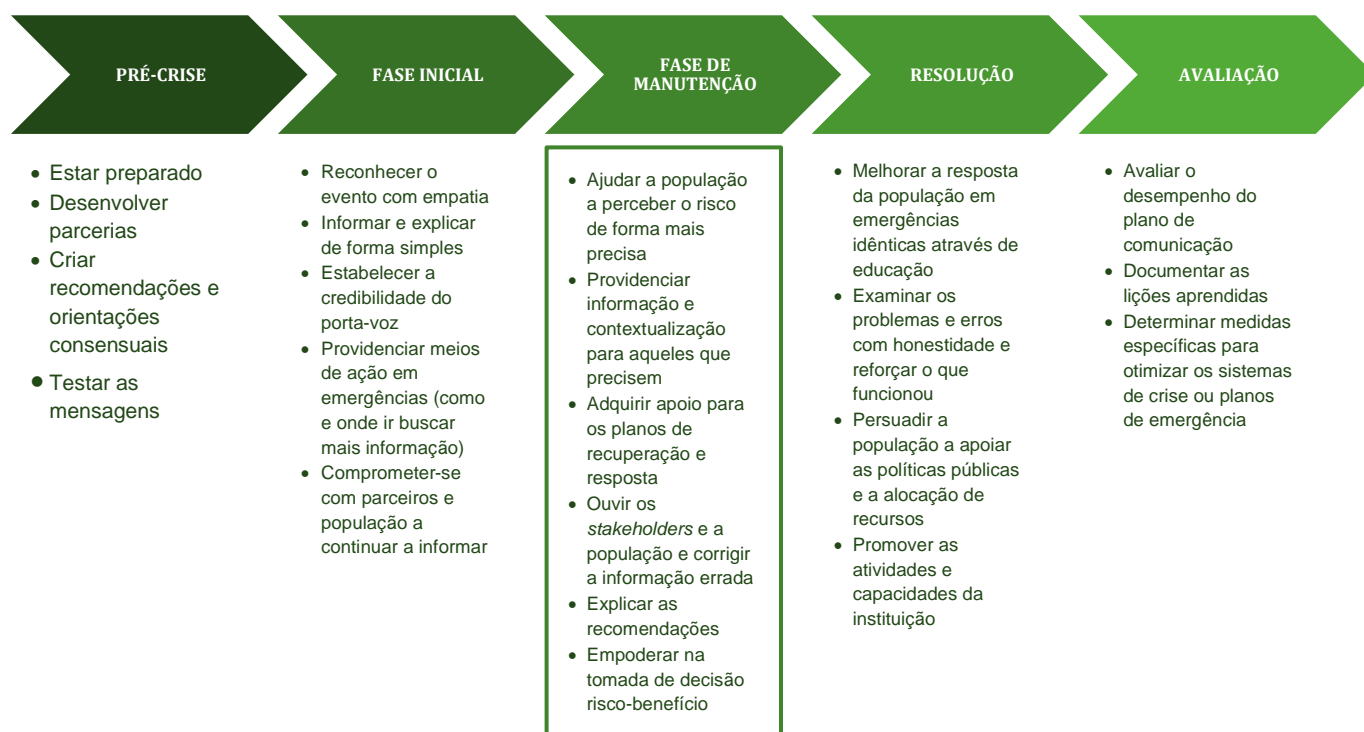 PRÉ-CRISE
FASE INICIAL
FASE DE
MANUTENÇÃO
RESOLUÇÃO
AVALIAÇÃO
• Estar preparado
• Desenvolver
parcerias
• Criar
recomendações e
orientações
consensuais
• Testar as
mensagens
• Reconhecer o
evento com empatia
• Informar e explicar
de forma simples
• Estabelecer a
credibilidade do
porta-voz
• Providenciar meios
de ação em
emergências (como
e onde ir buscar
mais informação)
• Comprometer-se
com parceiros e
população a
continuar a informar
• Ajudar a população
a perceber o risco
de forma mais
precisa
• Providenciar
informação e
contextualização
para aqueles que
precisem
• Adquirir apoio para
os planos de
recuperação e
resposta
• Ouvir os
stakeholders e a
população e corrigir
a informação errada
• Explicar as
recomendações
• Empoderar na
tomada de decisão
risco-benefício
• Melhorar a resposta
da população em
emergências
idênticas através de
educação
• Examinar os
problemas e erros
com honestidade e
reforçar o que
funcionou
• Persuadir a
população a apoiar
as políticas públicas
e a alocação de
recursos
• Promover as
atividades e
capacidades da
instituição
• Avaliar o
desempenho do
plano de
comunicação
• Documentar as
lições aprendidas
• Determinar medidas
específicas para
otimizar os sistemas
de crise ou planos
de emergência